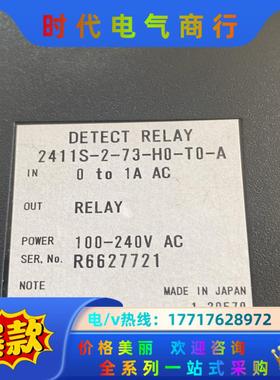 时代电气商行
DETECT RELAY
2411S-2-73-H0-T0-A
IN 0 to 1A AC
OUT RELAY
POWER 100-240V AC
SER. No. R6627721
NOTE
MADE IN JAPAN
电/v热线: 17717628972
价格美丽 欢迎咨询
全系列一站式服务